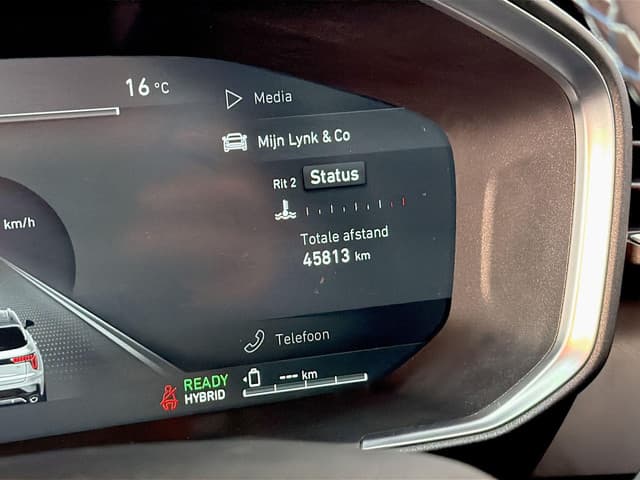 16 °C
Media
Mijn Lynk & Co
Rit 2 Status
km/h
Totale afstand
45813 km
Telefoon
READY
HYBRID
--- km